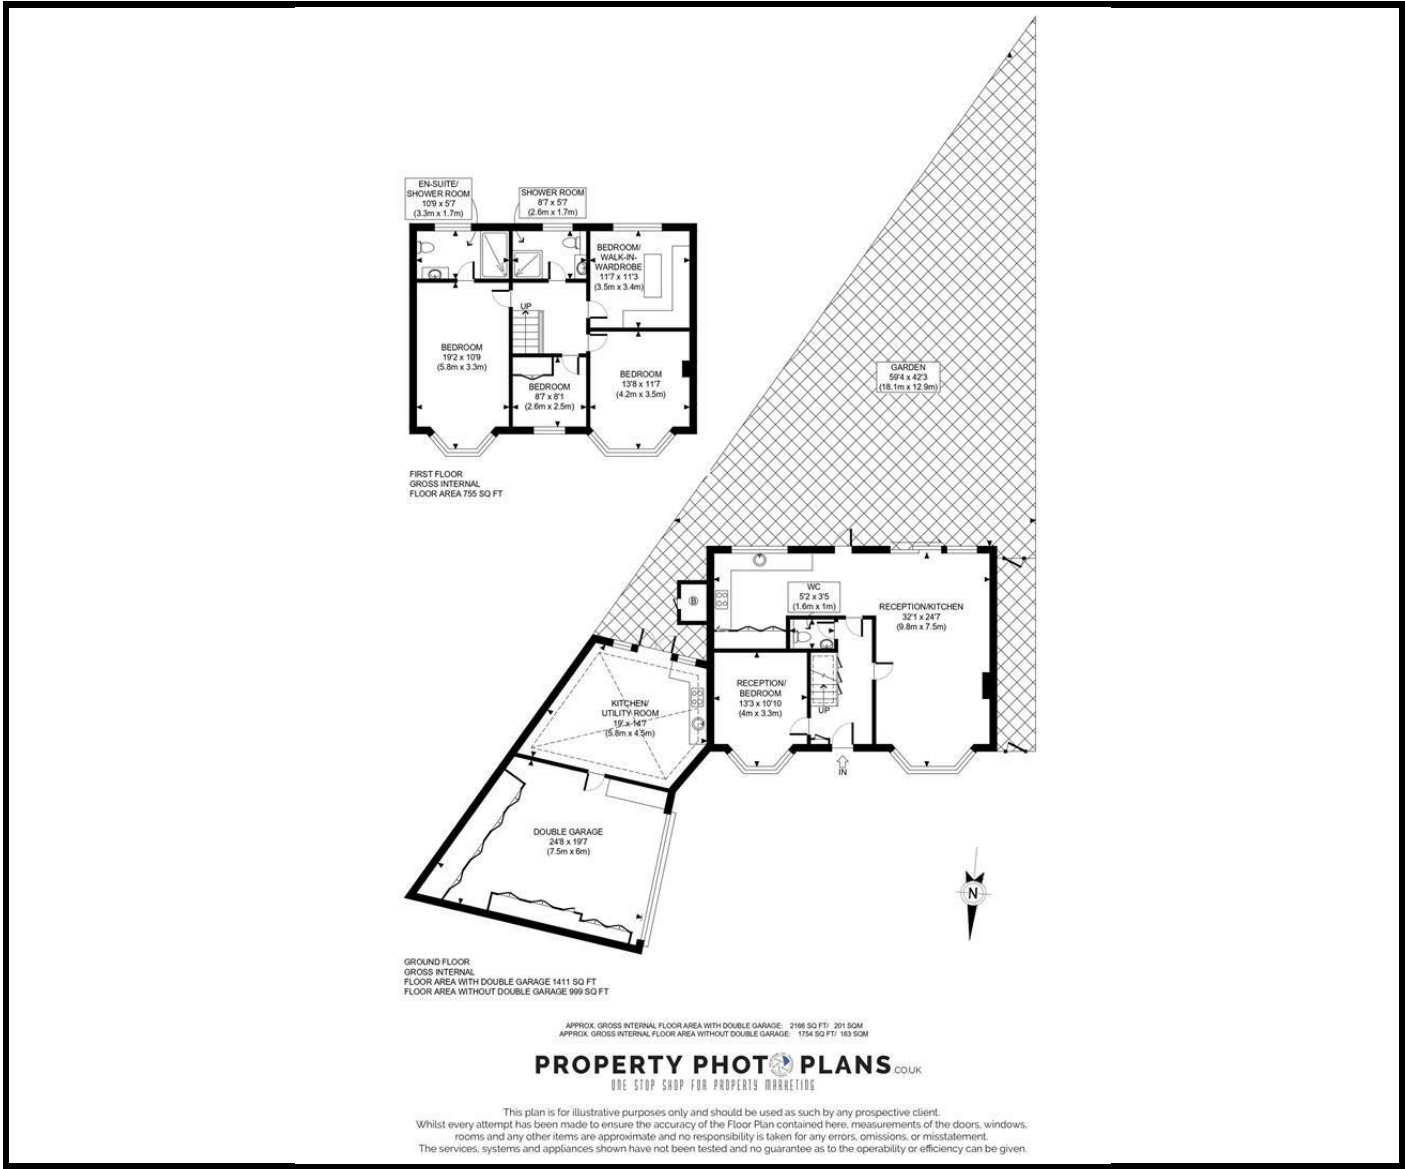 EN-SUITE/
SHOWER ROOM
10'9 x 5'7
(3.3m x 1.7m)
SHOWER ROOM
8'7 x 5'7
(2.6m x 1.7m)
BEDROOM/
WALK-IN-
WARDROBE
11'7 x 11'3
(3.5m x 3.4m)
UP
BEDROOM
19'2 x 10'9
(5.8m x 3.3m)
BEDROOM
8'7 x 8'1
(2.6m x 2.5m)
BEDROOM
13'8 x 11'7
(4.2m x 3.5m)
FIRST FLOOR
GROSS INTERNAL
FLOOR AREA 755 SQ FT
GARDEN
59'4 x 42'3
(18.1m x 12.9m)
B
WC
5'2 x 3'5
(1.6m x 1m)
RECEPTION/KITCHEN
32'1 x 24'7
(9.8m x 7.5m)
RECEPTION/
BEDROOM
13'3 x 10'10
(4m x 3.3m)
UP
IN
KITCHEN/
UTILITY ROOM
19' x 14'7
(5.8m x 4.5m)
DOUBLE GARAGE
24'8 x 19'7
(7.5m x 6m)
N
GROUND FLOOR
GROSS INTERNAL
FLOOR AREA WITH DOUBLE GARAGE 1411 SQ FT
FLOOR AREA WITHOUT DOUBLE GARAGE 999 SQ FT
APPROX. GROSS INTERNAL FLOOR AREA WITH DOUBLE GARAGE: 2166 SQ FT/ 201 SQM
APPROX. GROSS INTERNAL FLOOR AREA WITHOUT DOUBLE GARAGE: 1754 SQ FT/ 163 SQM
PROPERTY PHOTO PLANS.CO.UK
ONE STOP SHOP FOR PROPERTY MARKETING
This plan is for illustrative purposes only and should be used as such by any prospective client.
Whilst every attempt has been made to ensure the accuracy of the Floor Plan contained here, measurements of the doors, windows,
rooms and any other items are approximate and no responsibility is taken for any errors, omissions, or misstatement.
The services, systems and appliances shown have not been tested and no guarantee as to the operability or efficiency can be given.